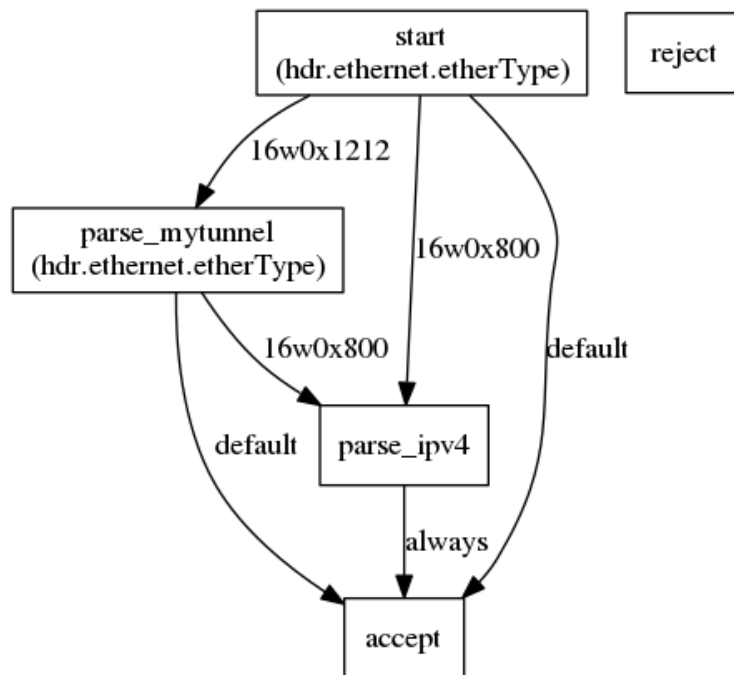 start
(hdr.ethernet.etherType)
reject
16w0x1212
parse_mytunnel
(hdr.ethernet.etherType)
16w0x800
16w0x800
default
default
parse_ipv4
always
accept